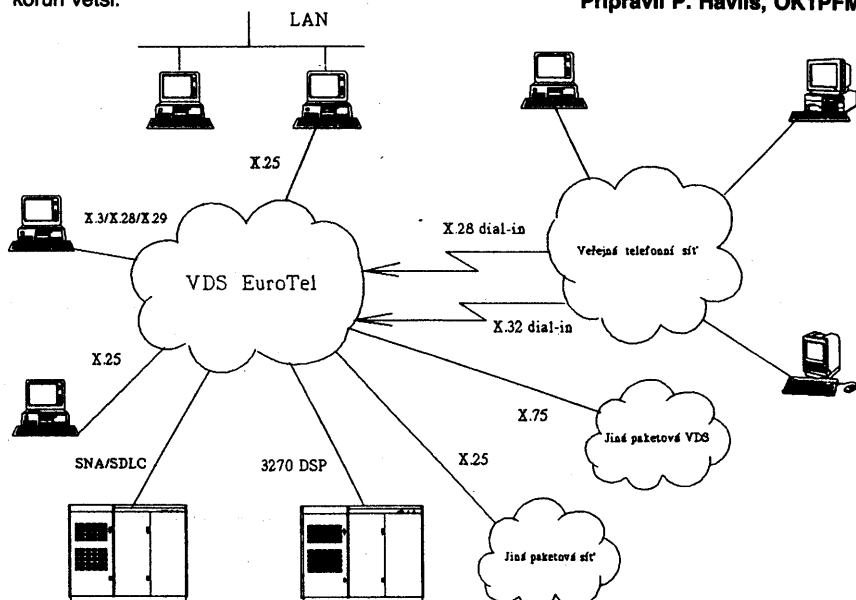 korun větší.
Připravil P. Havliš, OK1PFM
LAN
X.25
X.3/X.28/X.29
X.28 dial-in
Veřejná telefonní síť
VDS EuroTel
X.32 dial-in
X.25
X.75
Jiná paketová VDS
SNA/SDLC
3270 DSP
X.25
Jiná paketová síť